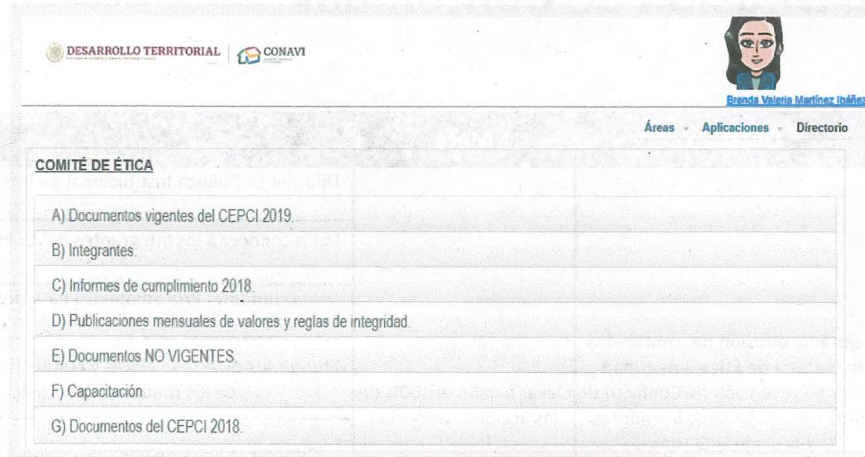 DESARROLLO TERRITORIAL
CONAVI
Brenda Valeria Martínez Ibáñez
Áreas
Aplicaciones
Directorio
COMITÉ DE ÉTICA
A) Documentos vigentes del CEPCI 2019.
B) Integrantes.
C) Informes de cumplimiento 2018.
D) Publicaciones mensuales de valores y reglas de integridad.
E) Documentos NO VIGENTES.
F) Capacitación
G) Documentos del CEPCI 2018.